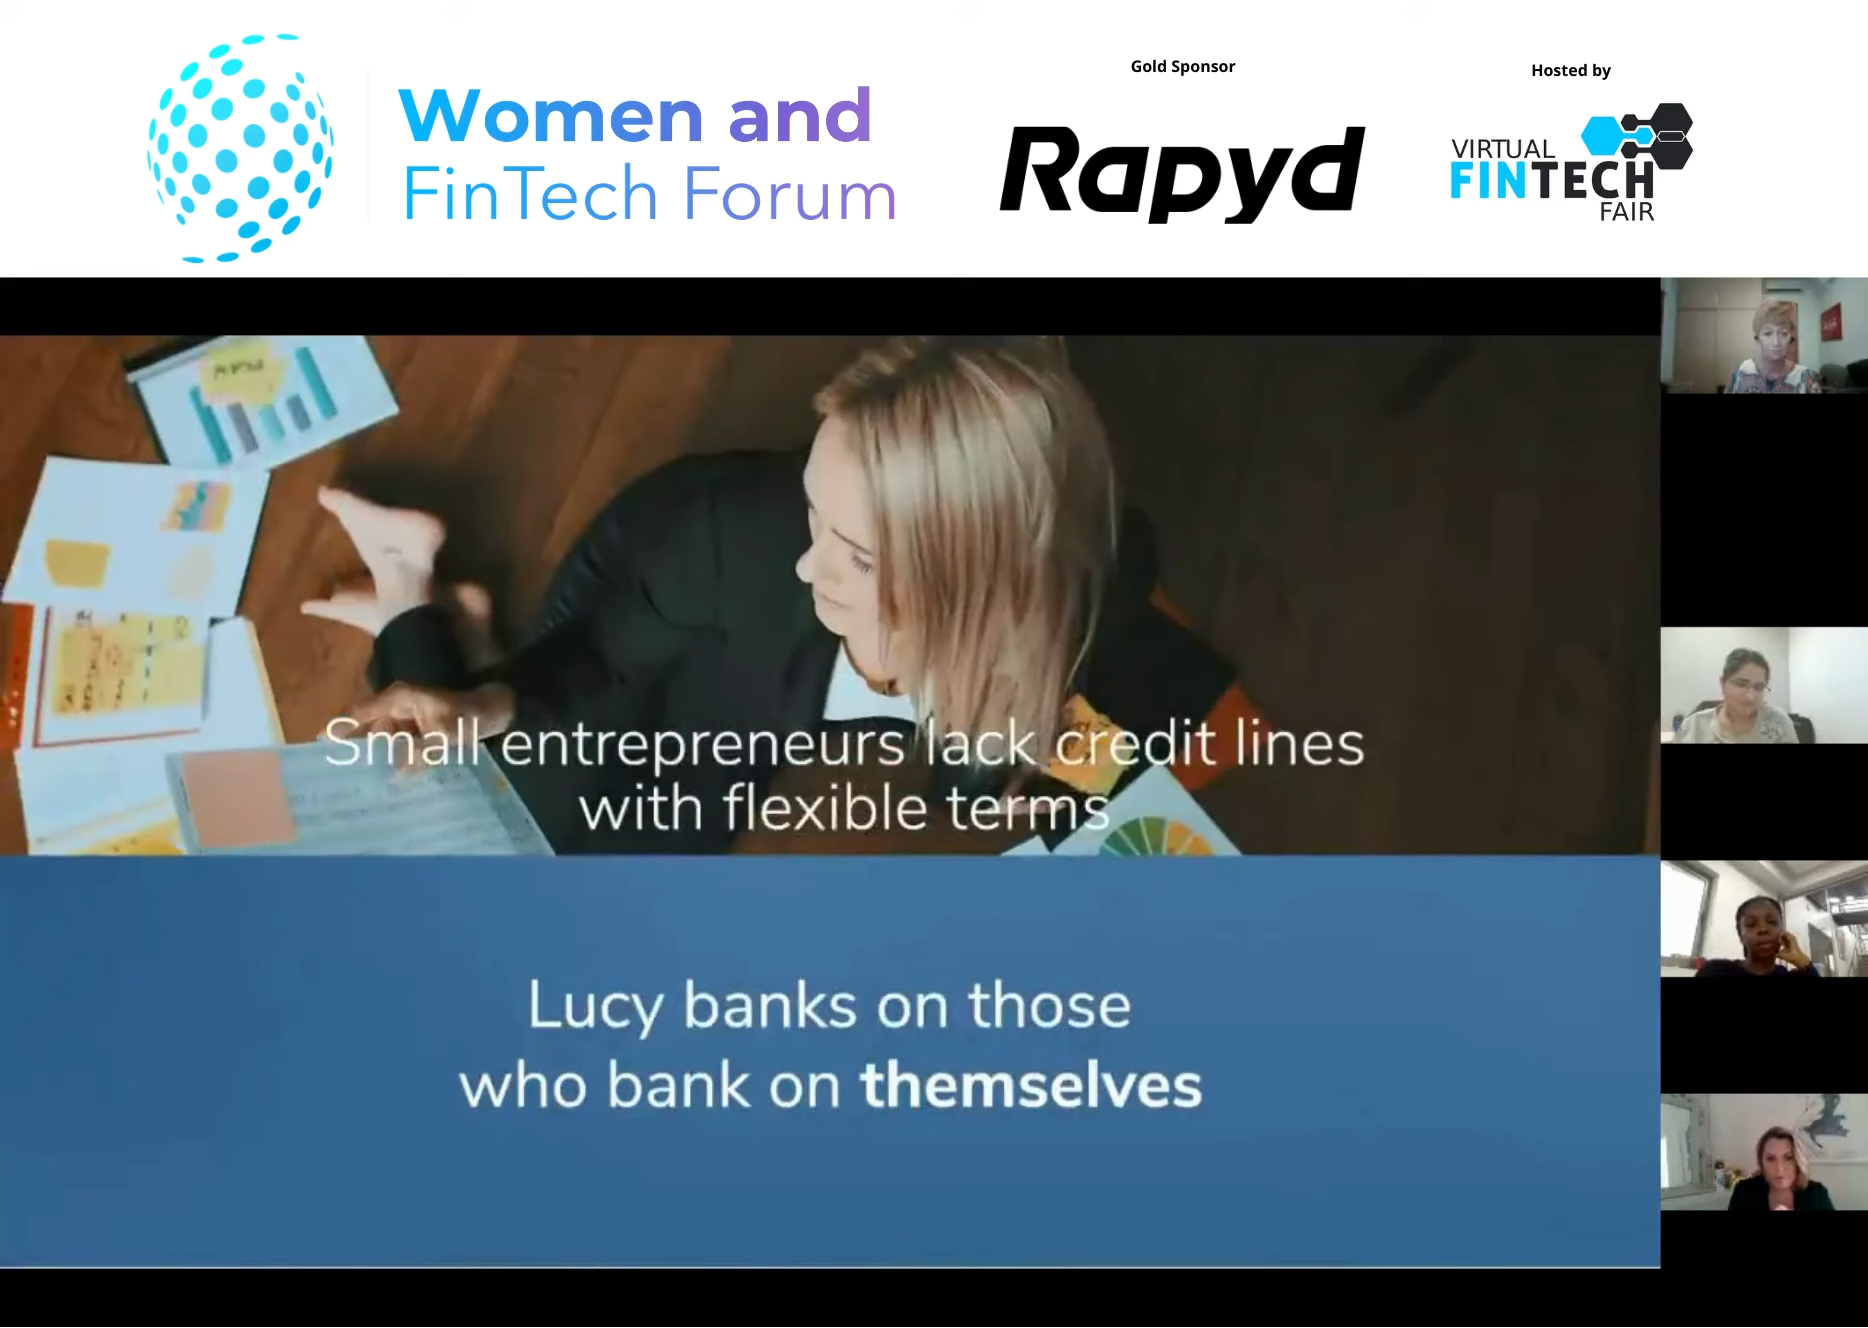 Women and
FinTech Forum
Gold Sponsor
Rapyd
Hosted by
VIRTUAL
FINTECH
FAIR
Small entrepreneurs lack credit lines
with flexible terms
Lucy banks on those
who bank on themselves